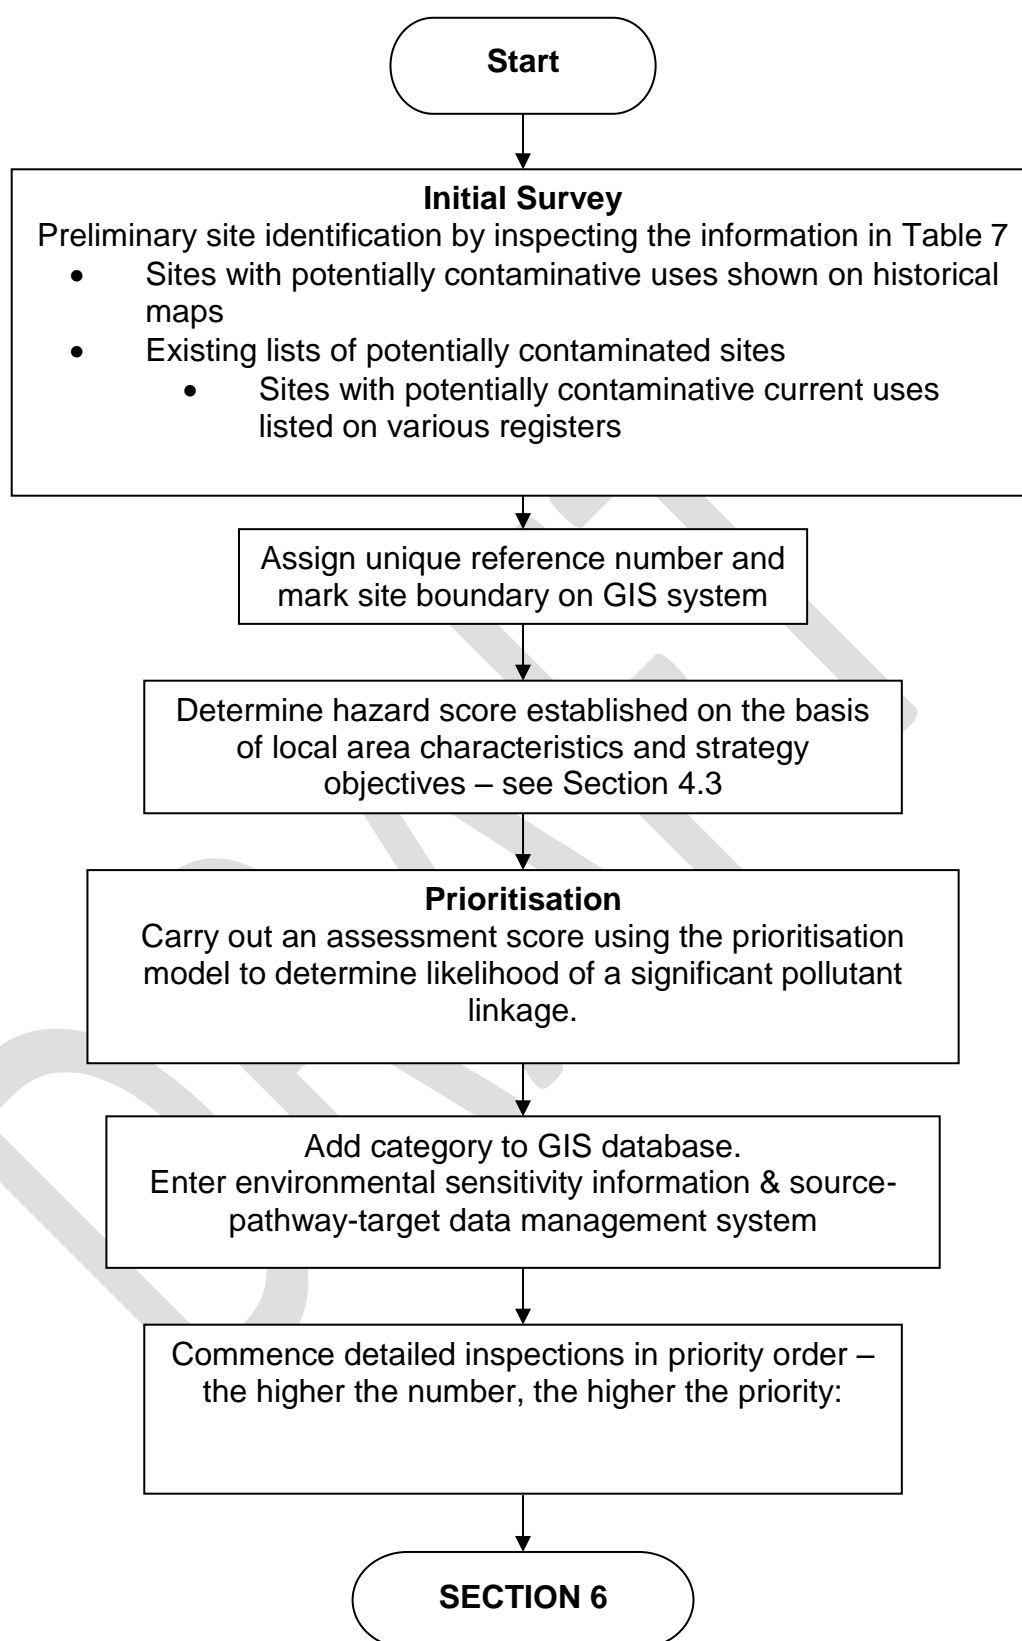 Start
Initial Survey
Preliminary site identification by inspecting the information in Table 7
• Sites with potentially contaminative uses shown on historical
maps
• Existing lists of potentially contaminated sites
• Sites with potentially contaminative current uses
listed on various registers
Assign unique reference number and
mark site boundary on GIS system
Determine hazard score established on the basis
of local area characteristics and strategy
objectives – see Section 4.3
Prioritisation
Carry out an assessment score using the prioritisation
model to determine likelihood of a significant pollutant
linkage.
Add category to GIS database.
Enter environmental sensitivity information & source-
pathway-target data management system
Commence detailed inspections in priority order –
the higher the number, the higher the priority:
SECTION 6
DRAFT